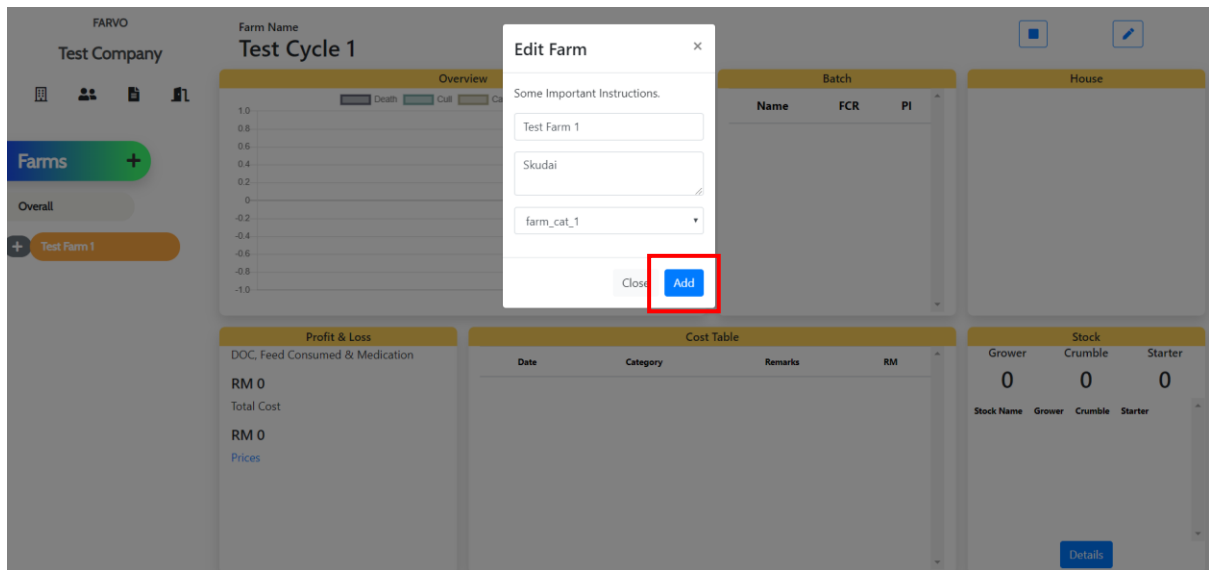 FARVO
Test Company
Farms +
Overall
+ Test Farm 1
Farm Name
Test Cycle 1
Overview
Death Cull Ca
1.0
0.8
0.6
0.4
0.2
0
-0.2
-0.4
-0.6
-0.8
-1.0
Edit Farm ×
Some Important Instructions.
Test Farm 1
Skudai
farm_cat_1
Close Add
Batch
Name FCR PI
House
Profit & Loss
DOC, Feed Consumed & Medication
RM 0
Total Cost
RM 0
Prices
Cost Table
Date Category Remarks RM
Stock
Grower Crumble Starter
0 0 0
Stock Name Grower Crumble Starter
Details